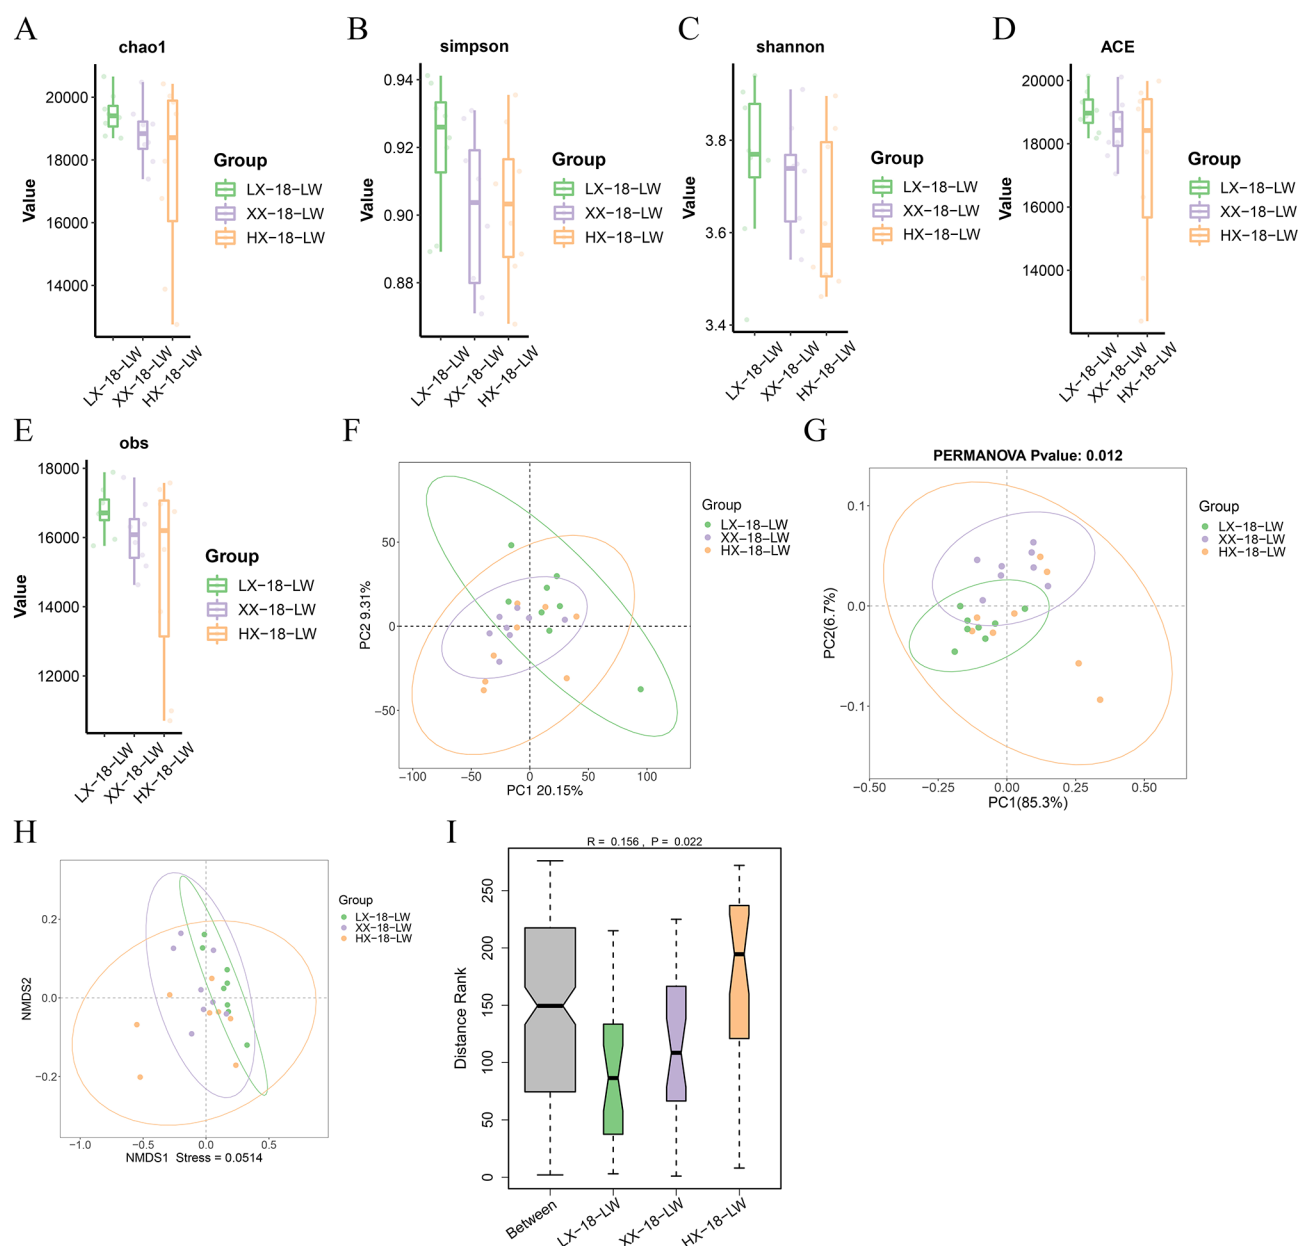 A
chao1
Value
20000
18000
16000
14000
LX−18−LW
XX−18−LW
HX−18−LW
Group
LX−18−LW
XX−18−LW
HX−18−LW
B
simpson
Value
0.94
0.92
0.90
0.88
LX−18−LW
XX−18−LW
HX−18−LW
Group
LX−18−LW
XX−18−LW
HX−18−LW
C
shannon
Value
3.8
3.6
3.4
LX−18−LW
XX−18−LW
HX−18−LW
Group
LX−18−LW
XX−18−LW
HX−18−LW
D
ACE
Value
20000
18000
16000
14000
LX−18−LW
XX−18−LW
HX−18−LW
Group
LX−18−LW
XX−18−LW
HX−18−LW
E
obs
Value
18000
16000
14000
12000
LX−18−LW
XX−18−LW
HX−18−LW
Group
LX−18−LW
XX−18−LW
HX−18−LW
F
PC2 9.31%
50
0
−50
−100 −50 0 50 100
PC1 20.15%
Group
LX−18−LW
XX−18−LW
HX−18−LW
G
PERMANOVA Pvalue: 0.012
PC2(6.7%)
0.1
0.0
−0.1
−0.50 −0.25 0.00 0.25 0.50
PC1(85.3%)
Group
LX−18−LW
XX−18−LW
HX−18−LW
H
NMDS2
0.2
0.0
−0.2
−1.0 −0.5 0.0 0.5
NMDS1 Stress = 0.0514
Group
LX−18−LW
XX−18−LW
HX−18−LW
I
R = 0.156 , P = 0.022
Distance Rank
250
200
150
100
50
0
Between
LX−18−LW
XX−18−LW
HX−18−LW